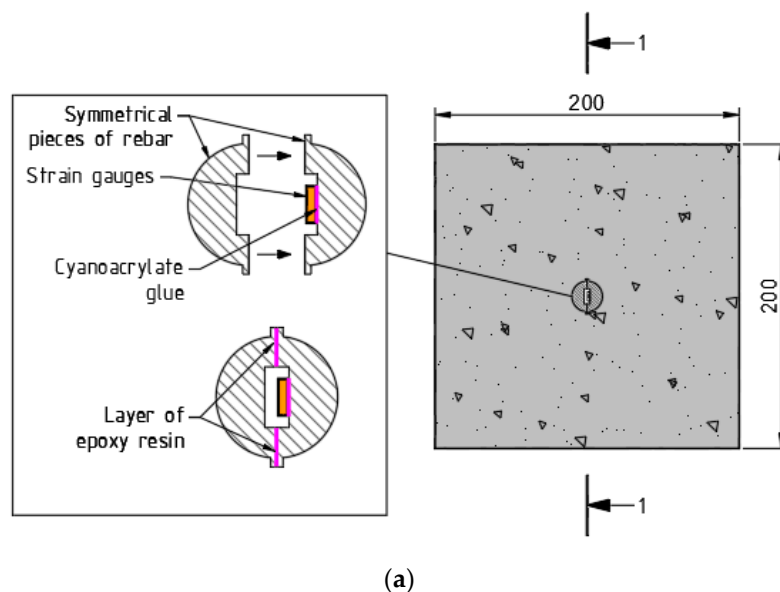 1
200
Symmetrical
pieces of rebar
Strain gauges
Cyanoacrylate
glue
200
Layer of
epoxy resin
1
(a)